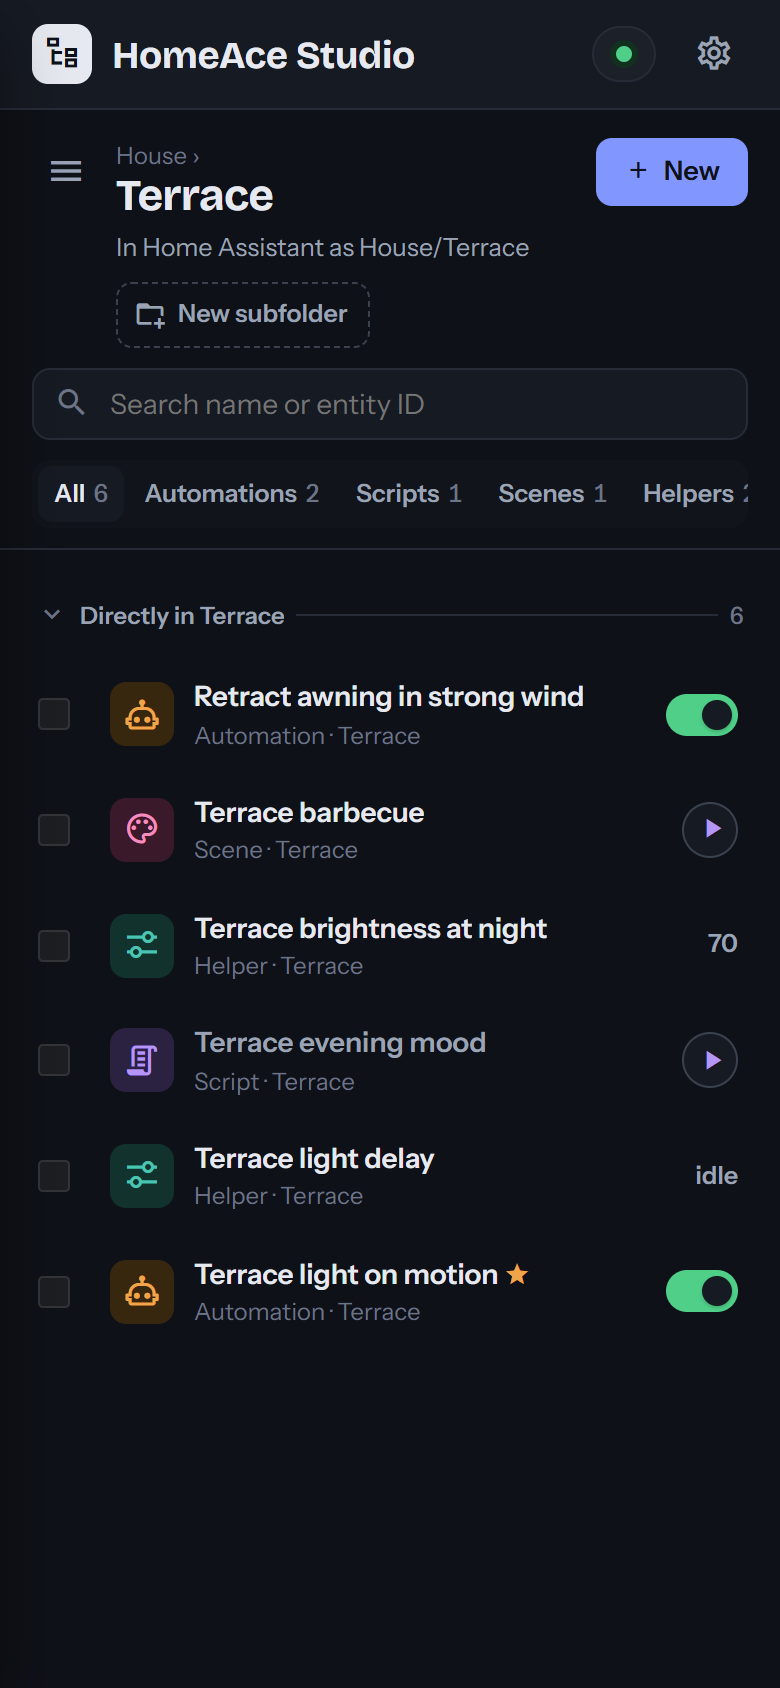 HomeAce Studio
House ›
Terrace
+ New
In Home Assistant as House/Terrace
New subfolder
Search name or entity ID
All 6 Automations 2 Scripts 1 Scenes 1 Helpers 2
Directly in Terrace 6
Retract awning in strong wind
Automation · Terrace
Terrace barbecue
Scene · Terrace
Terrace brightness at night
Helper · Terrace
70
Terrace evening mood
Script · Terrace
Terrace light delay
Helper · Terrace
idle
Terrace light on motion ★
Automation · Terrace